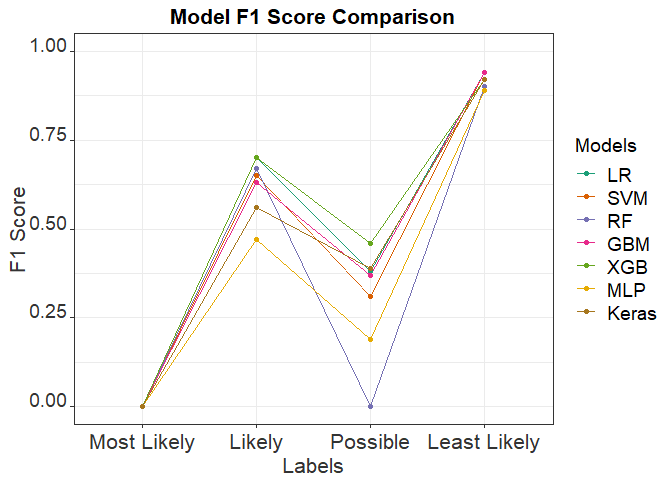 Model F1 Score Comparison
1.00
0.75
0.50
0.25
0.00
F1 Score
Most Likely Likely Possible Least Likely
Labels
Models
LR
SVM
RF
GBM
XGB
MLP
Keras